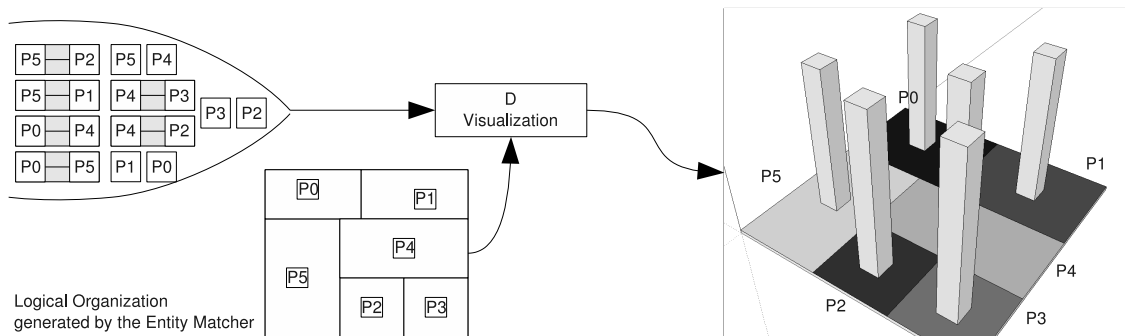 P5 P2 P5 P4
P5 P1 P4 P3
P3 P2
P0 P4 P4 P2
P0 P5 P1 P0
D
Visualization
P0 P1
P4
P5
P2 P3
Logical Organization
generated by the Entity Matcher
P0
P1
P5
P4
P2
P3